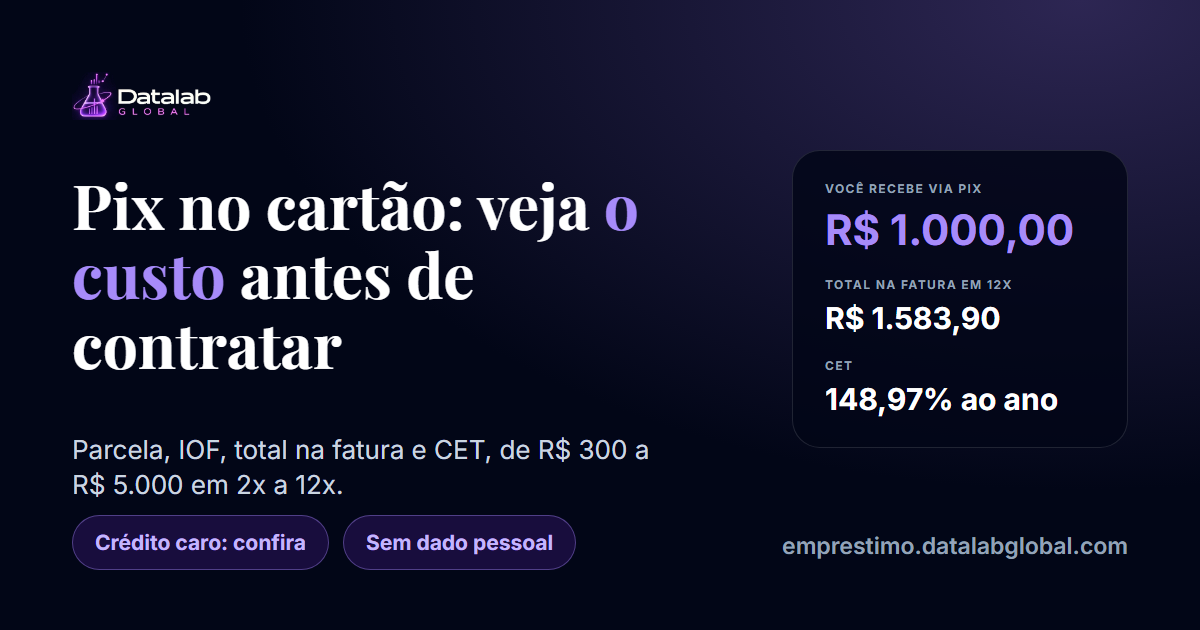 Datalab
GLOBAL
Pix no cartão: veja o
custo antes de
contratar
Parcela, IOF, total na fatura e CET, de R$ 300 a
R$ 5.000 em 2x a 12x.
Crédito caro: confira
Sem dado pessoal
VOCÊ RECEBE VIA PIX
R$ 1.000,00
TOTAL NA FATURA EM 12X
R$ 1.583,90
CET
148,97% ao ano
emprestimo.datalabglobal.com